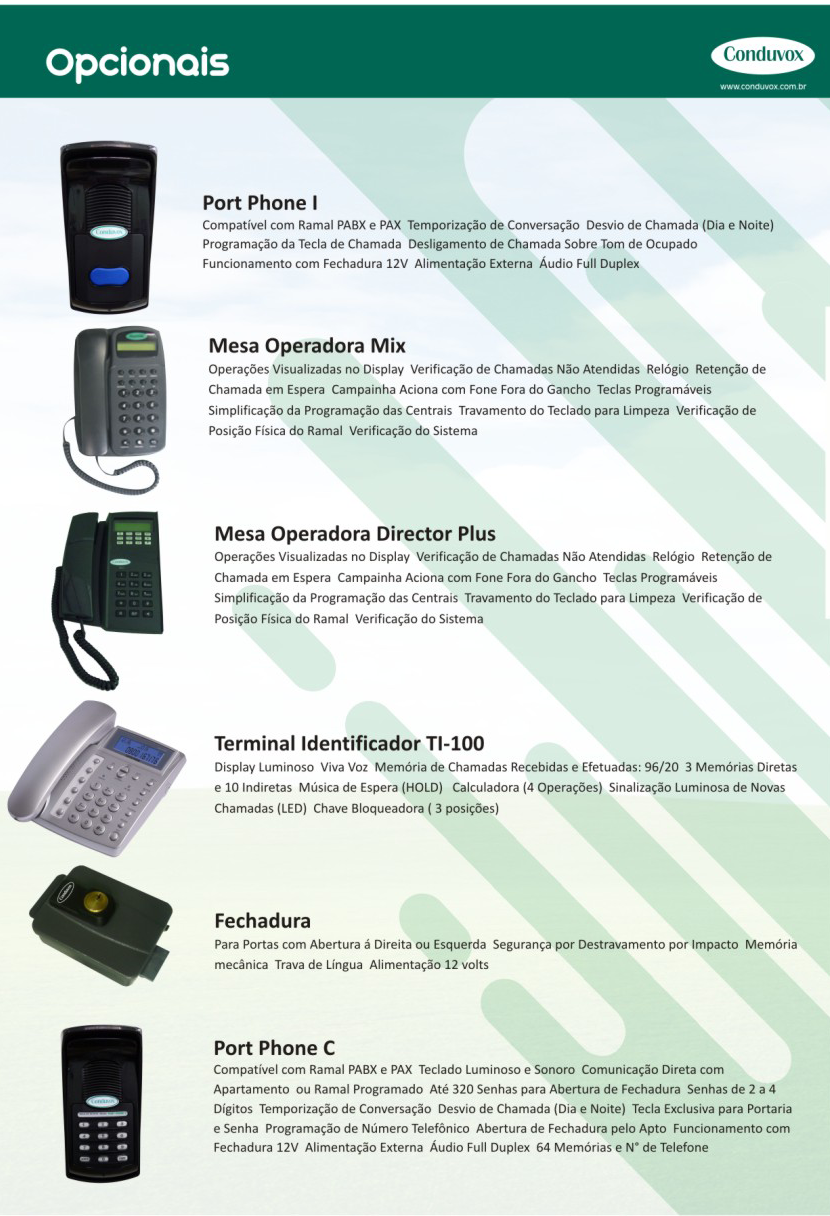 Opcionais
Conduvox
www.conduvox.com.br
Port Phone I
Compatível com Ramal PABX e PAX Temporização de Conversação Desvio de Chamada (Dia e Noite)
Programação da Tecla de Chamada Desligamento de Chamada Sobre Tom de Ocupado
Funcionamento com Fechadura 12V Alimentação Externa Áudio Full Duplex
Conduvox
Mesa Operadora Mix
Operações Visualizadas no Display Verificação de Chamadas Não Atendidas Relógio Retenção de
Chamada em Espera Campainha Aciona com Fone Fora do Gancho Teclas Programáveis
Simplificação da Programação das Centrais Travamento do Teclado para Limpeza Verificação de
Posição Física do Ramal Verificação do Sistema
Mesa Operadora Director Plus
Operações Visualizadas no Display Verificação de Chamadas Não Atendidas Relógio Retenção de
Chamada em Espera Campainha Aciona com Fone Fora do Gancho Teclas Programáveis
Simplificação da Programação das Centrais Travamento do Teclado para Limpeza Verificação de
Posição Física do Ramal Verificação do Sistema
Terminal Identificador TI-100
Display Luminoso Viva Voz Memória de Chamadas Recebidas e Efetuadas: 96/20 3 Memórias Diretas
e 10 Indiretas Música de Espera (HOLD) Calculadora (4 Operações) Sinalização Luminosa de Novas
Chamadas (LED) Chave Bloqueadora ( 3 posições)
Conduvox
Fechadura
Para Portas com Abertura á Direita ou Esquerda Segurança por Destravamento por Impacto Memória
mecânica Trava de Língua Alimentação 12 volts
Port Phone C
Compatível com Ramal PABX e PAX Teclado Luminoso e Sonoro Comunicação Direta com
Apartamento ou Ramal Programado Até 320 Senhas para Abertura de Fechadura Senhas de 2 a 4
Dígitos Temporização de Conversação Desvio de Chamada (Dia e Noite) Tecla Exclusiva para Portaria
e Senha Programação de Número Telefônico Abertura de Fechadura pelo Apto Funcionamento com
Fechadura 12V Alimentação Externa Áudio Full Duplex 64 Memórias e N° de Telefone
Conduvox